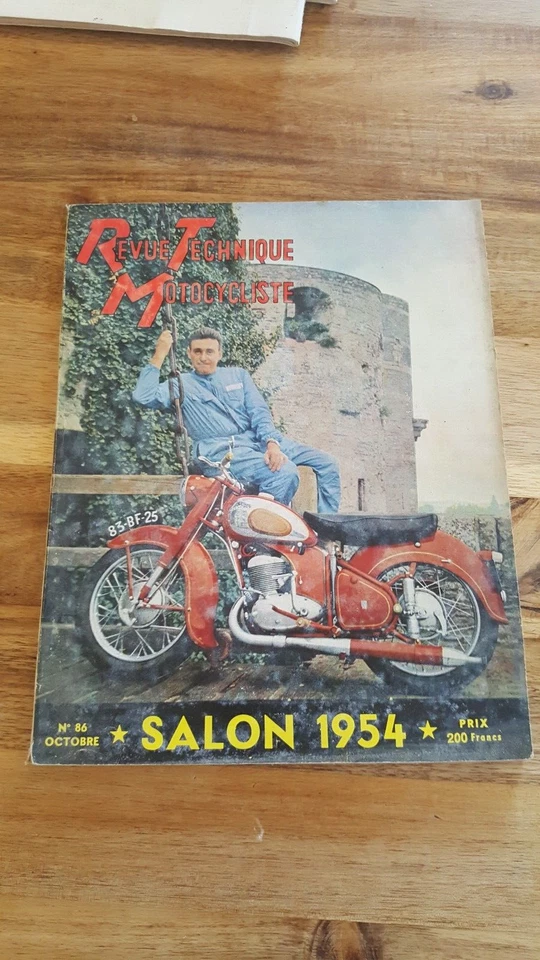 REVUE TECHNIQUE
MOTOCYCLISTE
83-BF-25
N° 86
OCTOBRE
★ SALON 1954 ★
PRIX
200 Francs